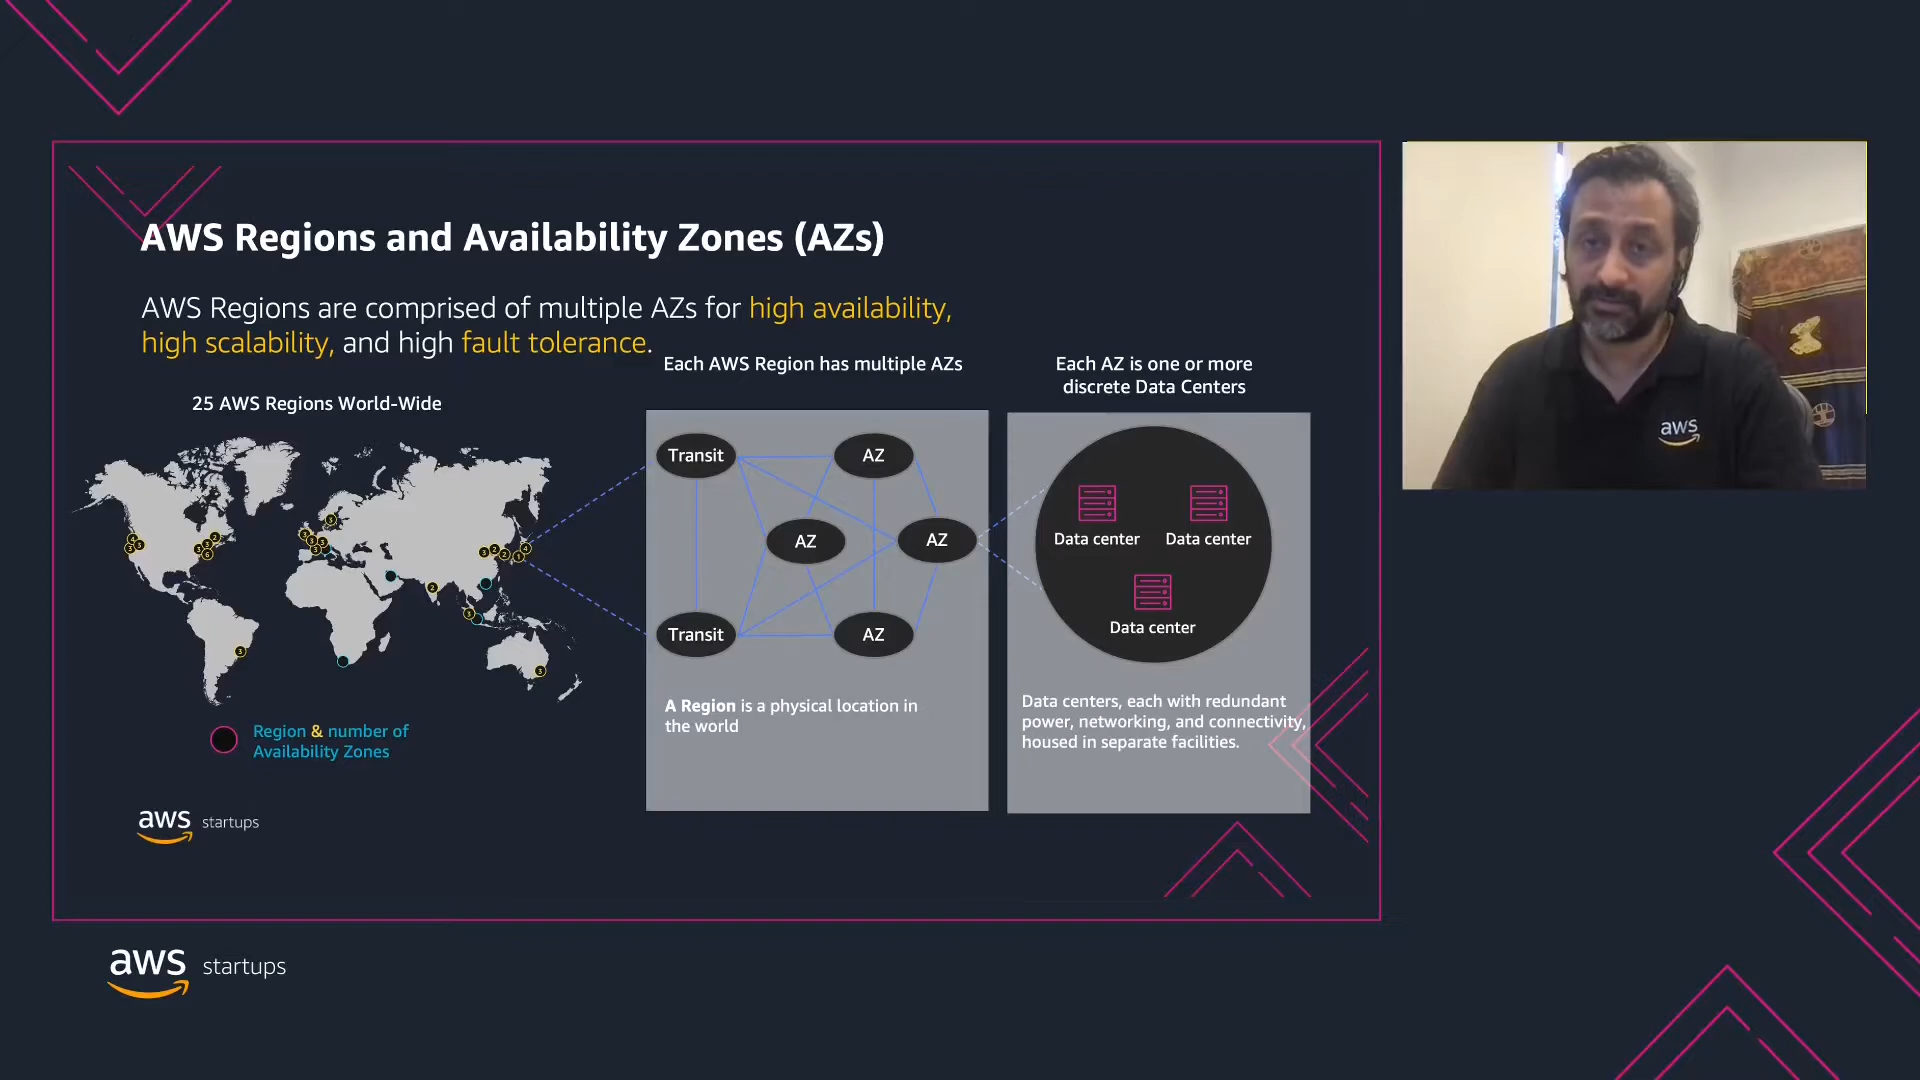 AWS Regions and Availability Zones (AZs)
AWS Regions are comprised of multiple AZs for high availability,
high scalability, and high fault tolerance.
25 AWS Regions World-Wide
Region & number of
Availability Zones
Each AWS Region has multiple AZs
Transit
AZ
AZ
AZ
Transit
AZ
A Region is a physical location in
the world
Each AZ is one or more
discrete Data Centers
Data center
Data center
Data center
Data centers, each with redundant
power, networking, and connectivity,
housed in separate facilities.
aws startups
aws
aws startups